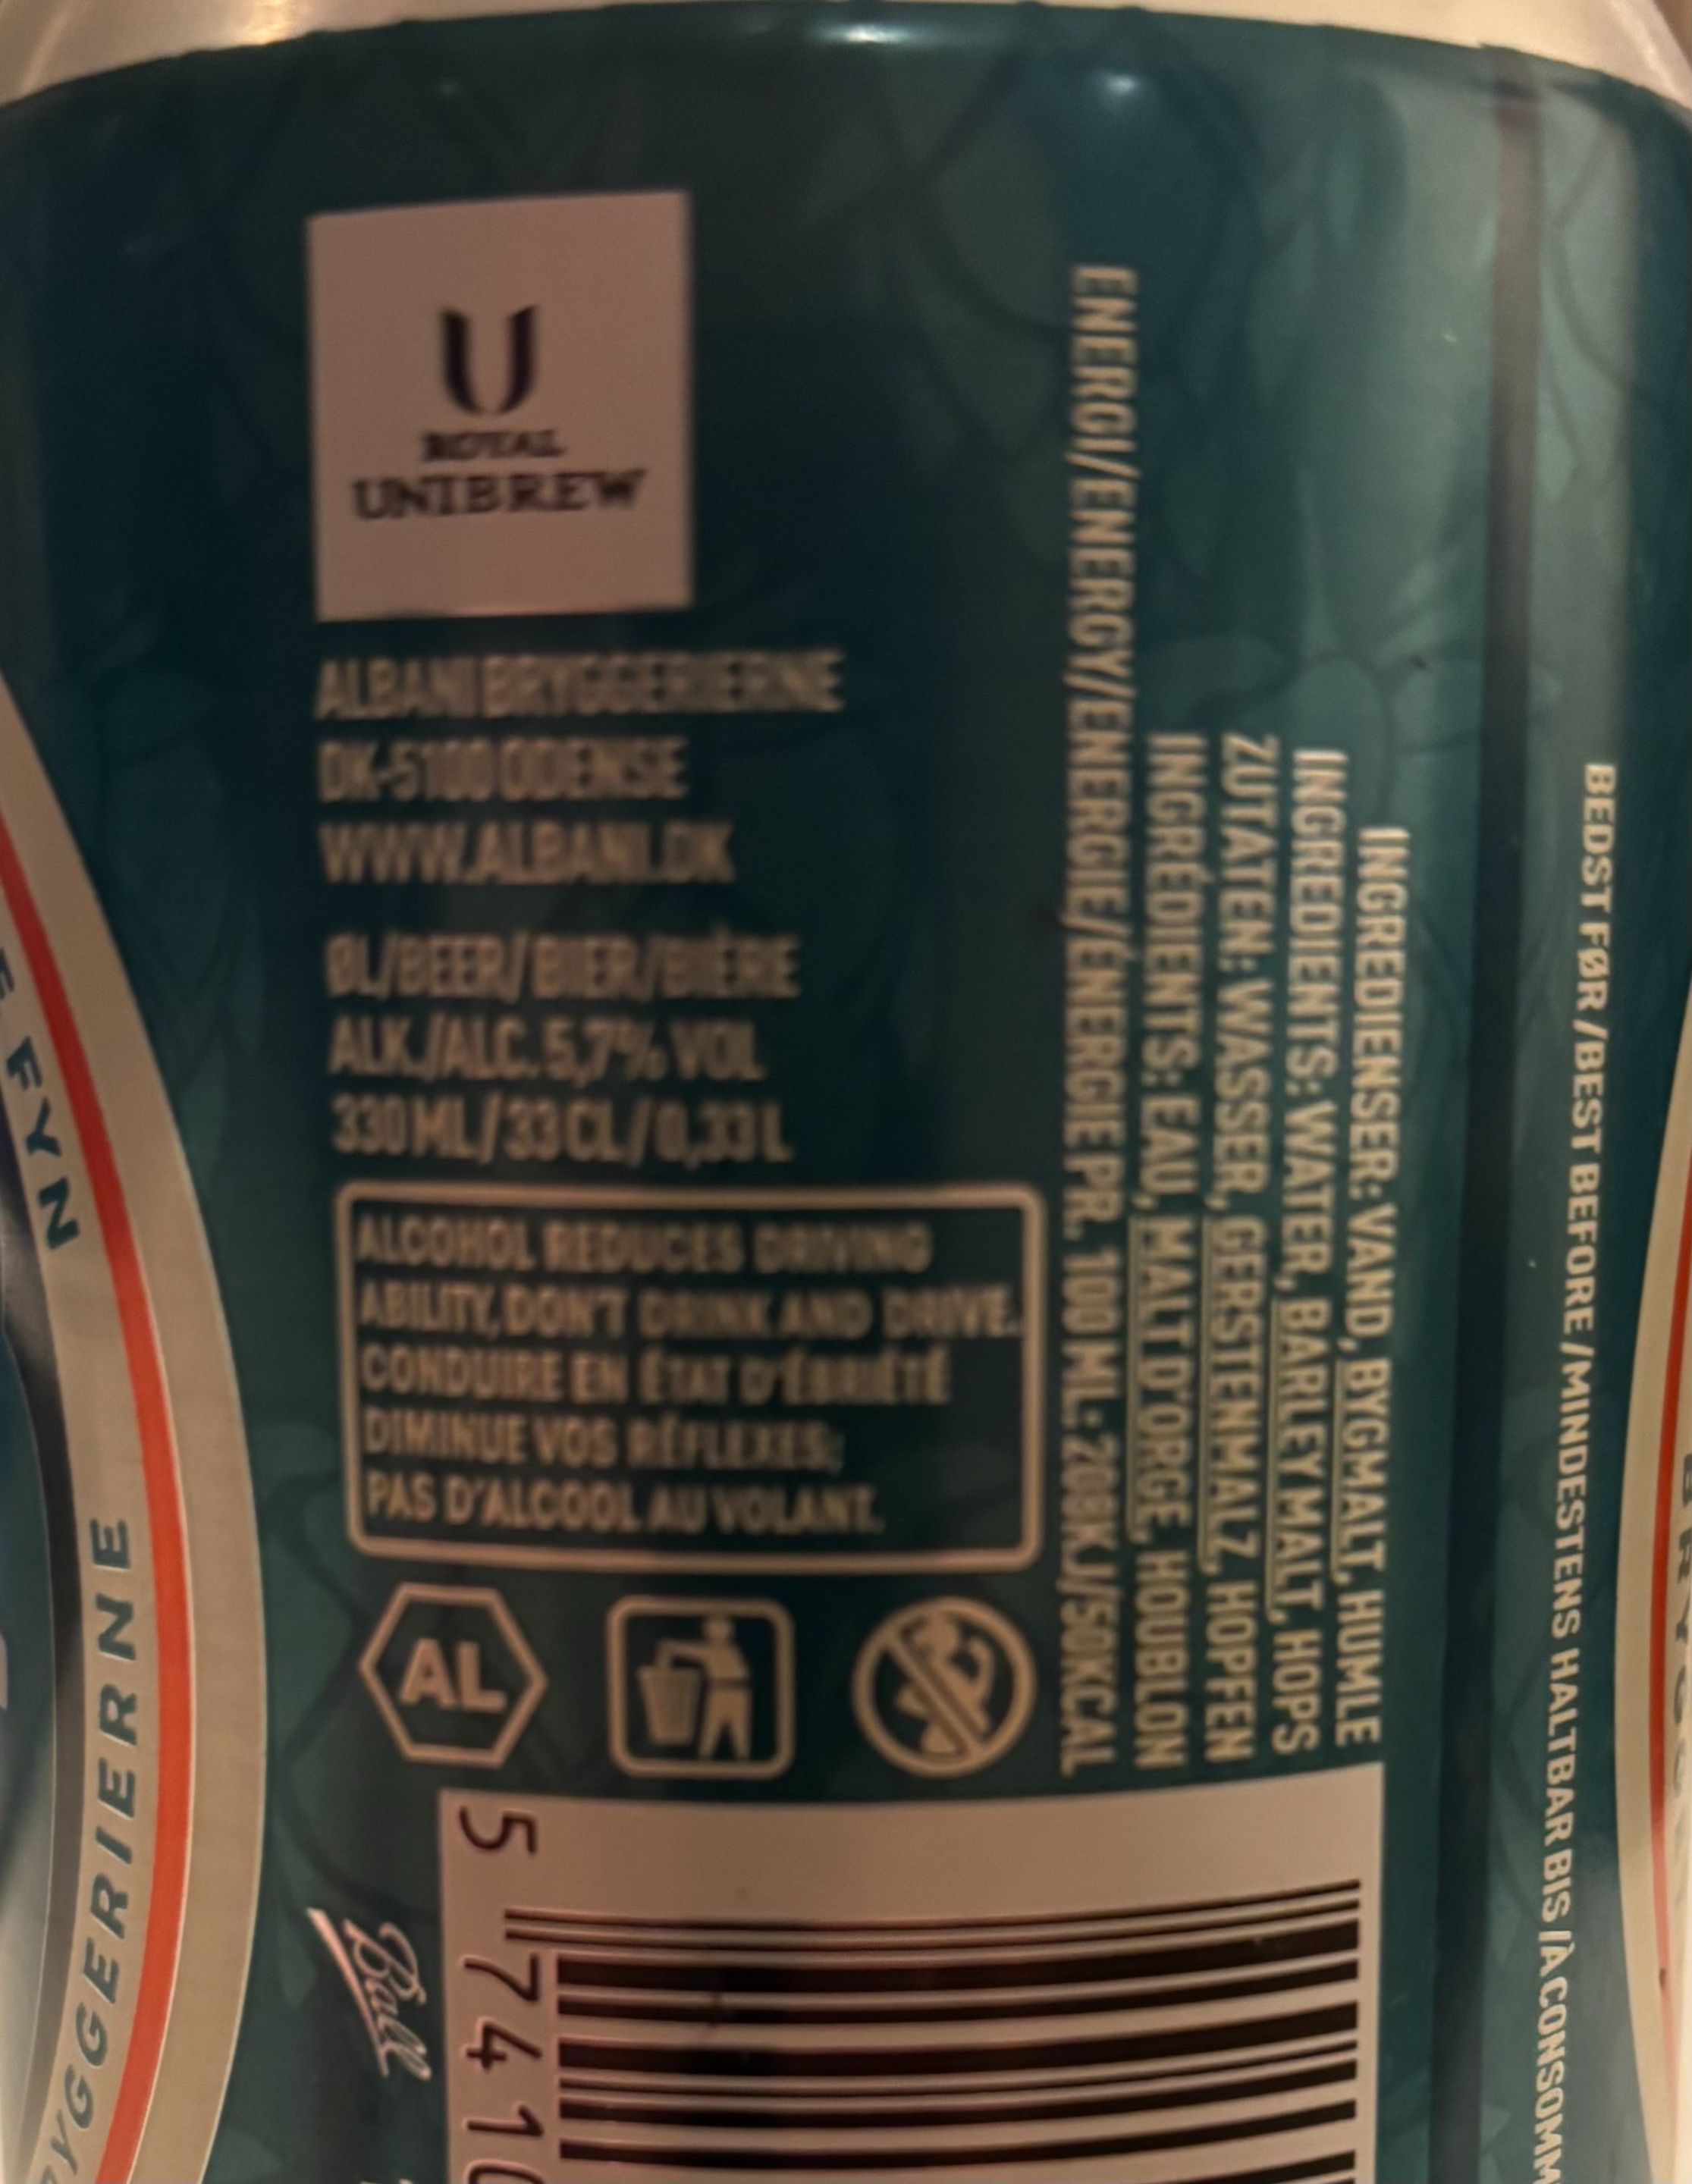 U
ROYAL
UNIBREW
ALBANI BRYGGERIERNE
DK-5100 ODENSE
WWW.ALBANI.DK
ØL/BEER/BIER/BIÈRE
ALK./ALC. 5,7% VOL
330 ML/33 CL/0,33 L
ALCOHOL REDUCES DRIVING
ABILITY, DON'T DRINK AND DRIVE.
CONDUIRE EN ÉTAT D'ÉBRIÉTÉ
DIMINUE VOS RÉFLEXES;
PAS D'ALCOOL AU VOLANT.
AL
INGREDIENSER: VAND, BYGMALT, HUMLE
INGREDIENTS: WATER, BARLEY MALT, HOPS
ZUTATEN: WASSER, GERSTENMALZ, HOPFEN
INGRÉDIENTS: EAU, MALT D'ORGE, HOUBLON
ENERGI/ENERGY/ENERGIE/ÉNERGIE PR. 100 ML: 208KJ/50KCAL
BEDST FØR/BEST BEFORE/MINDESTENS HALTBAR BIS/À CONSOMM
5 7410
Ball
FYN
BRYGGERIERNE